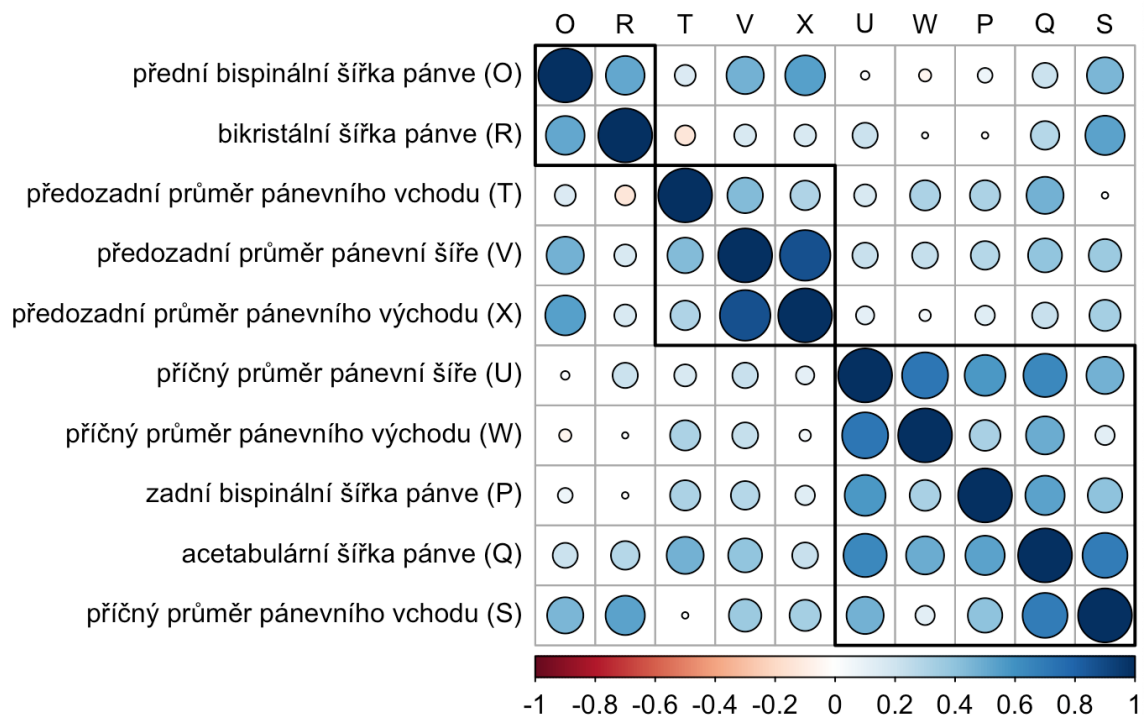 O R T V X U W P Q S
přední bispinální šířka pánve (O)
bikristální šířka pánve (R)
předozadní průměr pánevního vchodu (T)
předozadní průměr pánevní šíře (V)
předozadní průměr pánevního východu (X)
příčný průměr pánevní šíře (U)
příčný průměr pánevního východu (W)
zadní bispinální šířka pánve (P)
acetabulární šířka pánve (Q)
příčný průměr pánevního vchodu (S)
-1 -0.8 -0.6 -0.4 -0.2 0 0.2 0.4 0.6 0.8 1